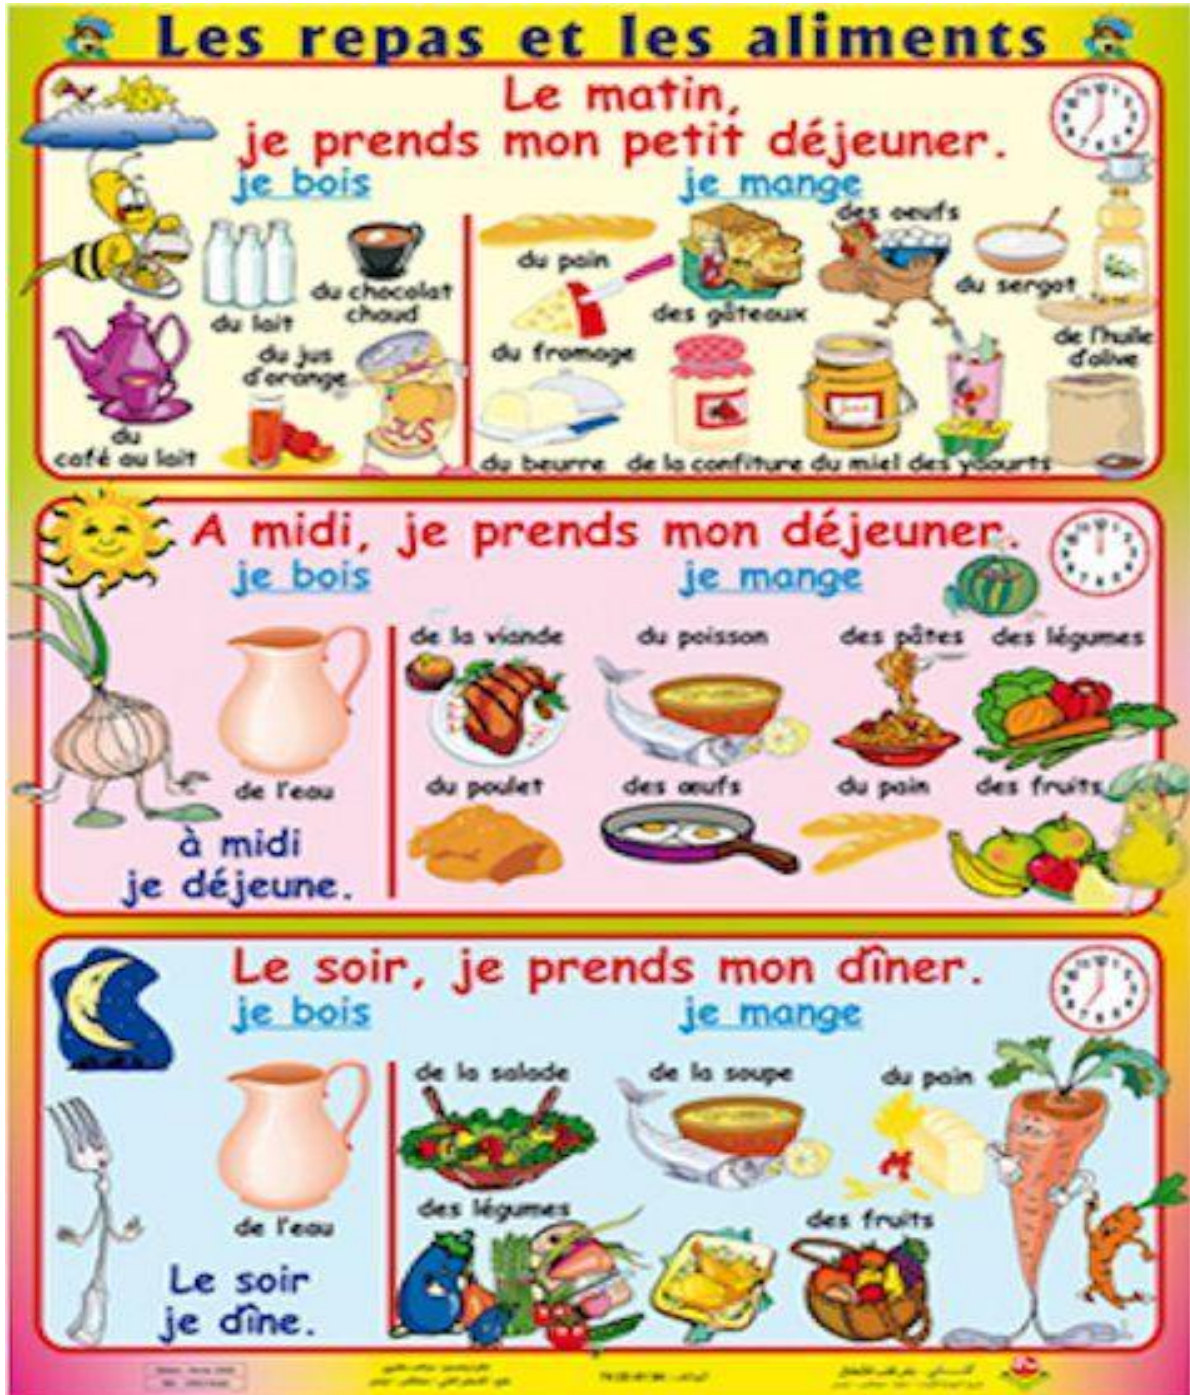 Les repas et les aliments
Le matin,
je prends mon petit déjeuner.
je bois
je mange
du lait
du chocolat
chaud
du
café au lait
du jus
d'orange
JUS
du pain
des gâteaux
des oeufs
du sergot
de l'huile
d'olive
du fromage
du beurre
de la confiture
du miel
des yaourts
A midi, je prends mon déjeuner.
je bois
je mange
de l'eau
à midi
je déjeune.
de la viande
du poisson
des pâtes
des légumes
du poulet
des œufs
du pain
des fruits
Le soir, je prends mon dîner.
je bois
je mange
de l'eau
Le soir
je dîne.
de la salade
de la soupe
du pain
des légumes
des fruits